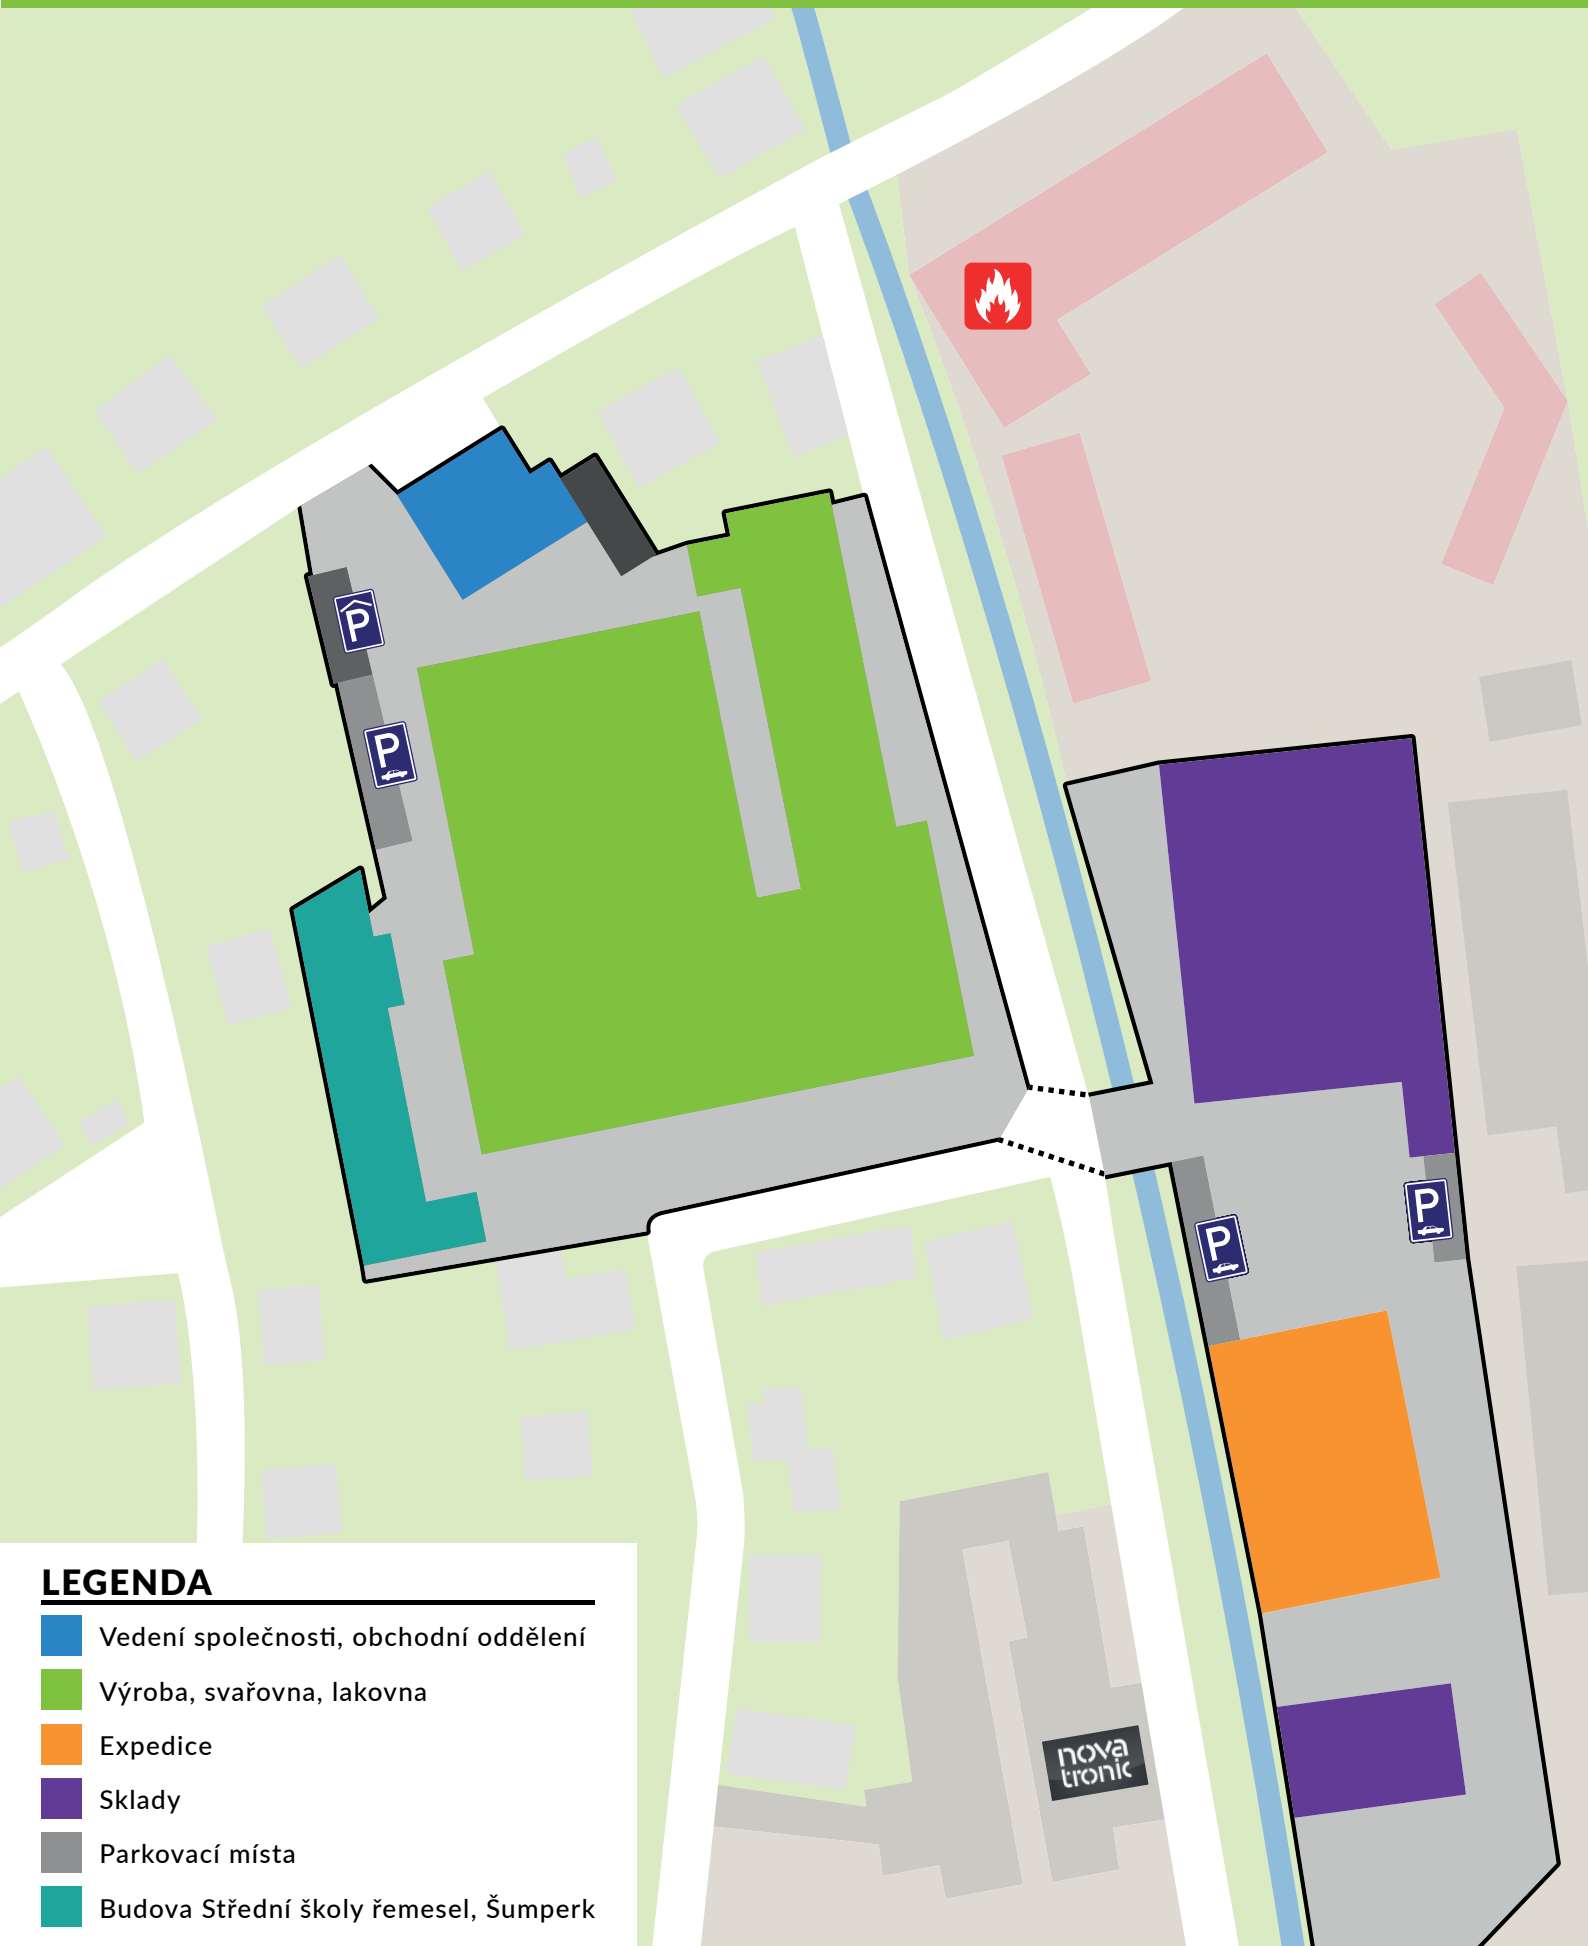 P
P
P
P
nova
tronic
LEGENDA
Vedení společnosti, obchodní oddělení
Výroba, svařovna, lakovna
Expedice
Sklady
Parkovací místa
Budova Střední školy řemesel, Šumperk